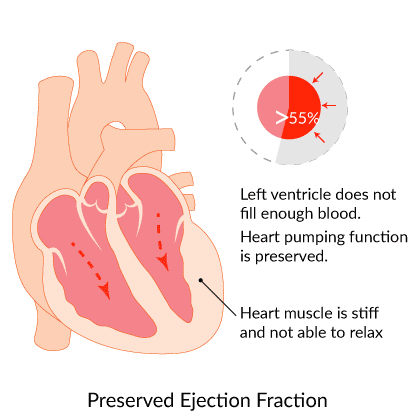 >55%
Left ventricle does not
fill enough blood.
Heart pumping function
is preserved.
Heart muscle is stiff
and not able to relax
Preserved Ejection Fraction